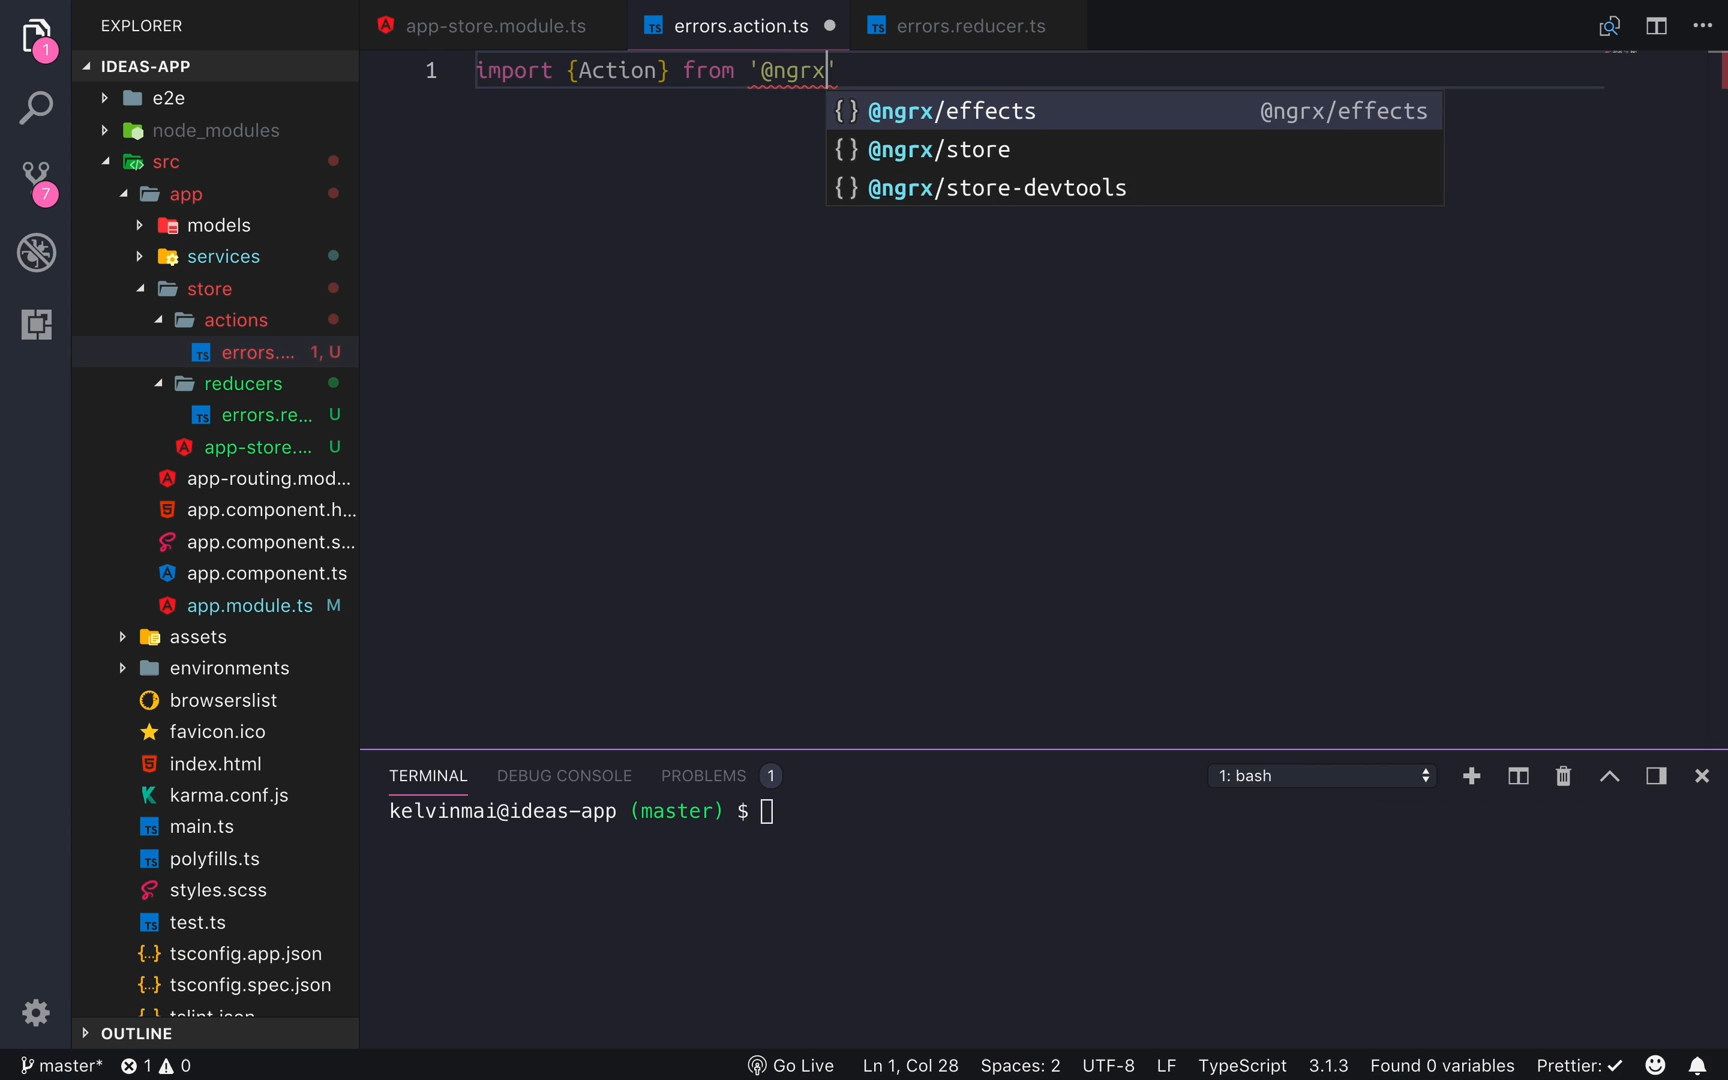 EXPLORER
app-store.module.ts
errors.action.ts
errors.reducer.ts
1
IDEAS-APP
e2e
node_modules
src
app
models
services
store
actions
errors.... 1, U
reducers
errors.re... U
app-store.... U
app-routing.mod...
app.component.h...
app.component.s...
app.component.ts
app.module.ts M
assets
environments
browserslist
favicon.ico
index.html
karma.conf.js
main.ts
polyfills.ts
styles.scss
test.ts
tsconfig.app.json
tsconfig.spec.json
tslint.json
OUTLINE
7
1 import {Action} from '@ngrx'
@ngrx/effects @ngrx/effects
@ngrx/store
@ngrx/store-devtools
TERMINAL DEBUG CONSOLE PROBLEMS 1 1: bash
kelvinmai@ideas-app (master) $
master* 1 0 Go Live Ln 1, Col 28 Spaces: 2 UTF-8 LF TypeScript 3.1.3 Found 0 variables Prettier: ✓